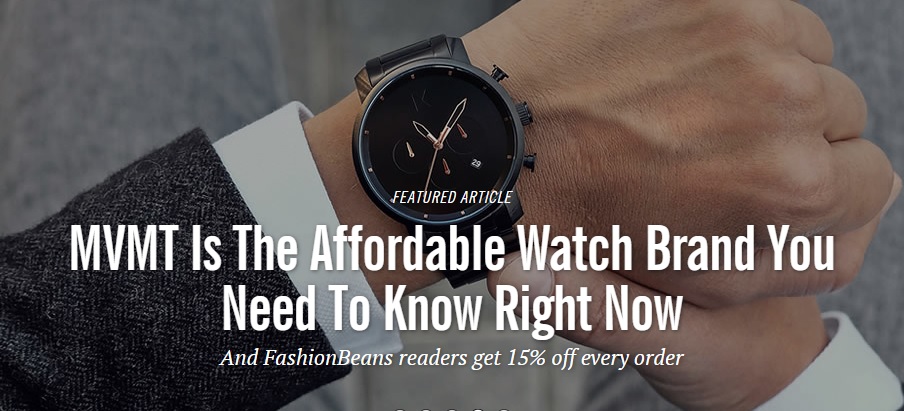 29
FEATURED ARTICLE
MVMT Is The Affordable Watch Brand You
Need To Know Right Now
And FashionBeans readers get 15% off every order